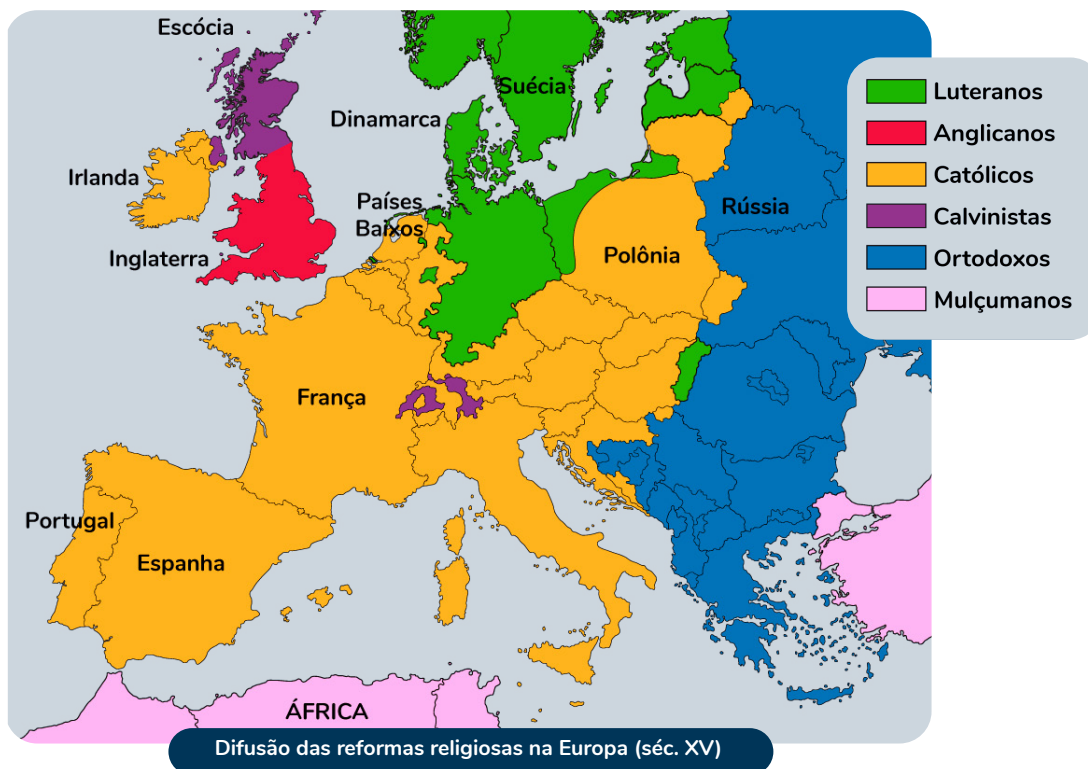 Escócia
Suécia
Dinamarca
Irlanda
Países
Baixos
Rússia
Inglaterra
Polônia
França
Portugal
Espanha
ÁFRICA
Luteranos
Anglicanos
Católicos
Calvinistas
Ortodoxos
Mulçumanos
Difusão das reformas religiosas na Europa (séc. XV)